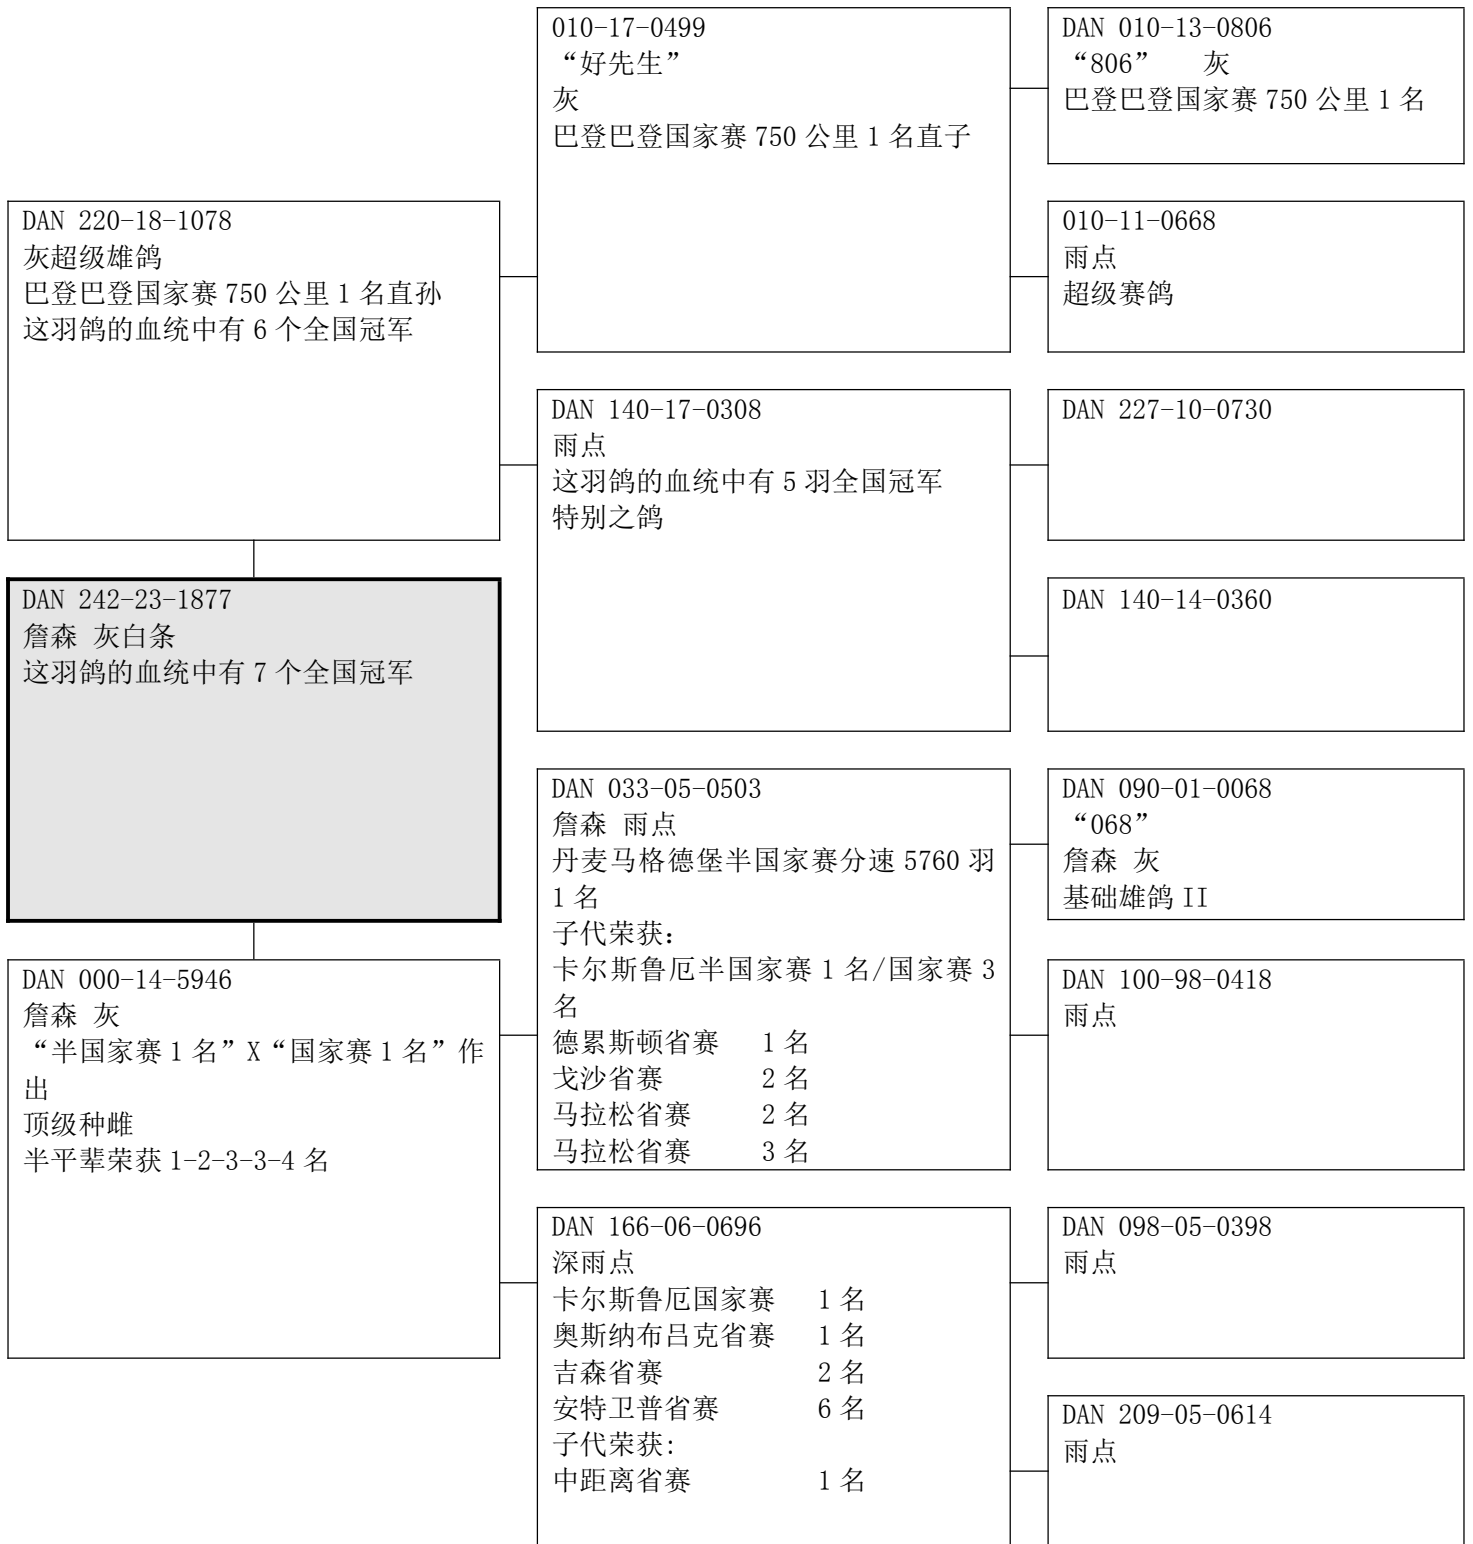 010-17-0499
“好先生”
灰
巴登巴登国家赛 750 公里 1 名直子
DAN 010-13-0806
“806”    灰
巴登巴登国家赛 750 公里 1 名
DAN 220-18-1078
灰超级雄鸽
巴登巴登国家赛 750 公里 1 名直孙
这羽鸽的血统中有 6 个全国冠军
010-11-0668
雨点
超级赛鸽
DAN 140-17-0308
雨点
这羽鸽的血统中有 5 羽全国冠军
特别之鸽
DAN 227-10-0730
DAN 242-23-1877
詹森 灰白条
这羽鸽的血统中有 7 个全国冠军
DAN 140-14-0360
DAN 033-05-0503
詹森 雨点
丹麦马格德堡半国家赛分速 5760 羽
1 名
子代荣获：
卡尔斯鲁厄半国家赛 1 名/国家赛 3
名
德累斯顿省赛    1 名
戈沙省赛    2 名
马拉松省赛    2 名
马拉松省赛    3 名
DAN 090-01-0068
“068”
詹森 灰
基础雄鸽 II
DAN 000-14-5946
詹森 灰
“半国家赛 1 名”X“国家赛 1 名”作
出
顶级种雌
半平辈荣获 1-2-3-3-4 名
DAN 100-98-0418
雨点
DAN 166-06-0696
深雨点
卡尔斯鲁厄国家赛    1 名
奥斯纳布吕克省赛    1 名
吉森省赛    2 名
安特卫普省赛    6 名
子代荣获:
中距离省赛    1 名
DAN 098-05-0398
雨点
DAN 209-05-0614
雨点